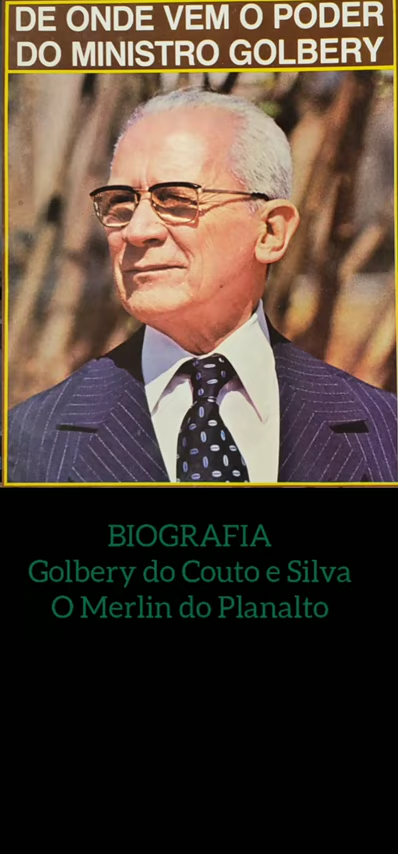 DE ONDE VEM O PODER
DO MINISTRO GOLBERY
BIOGRAFIA
Golbery do Couto e Silva
O Merlin do Planalto